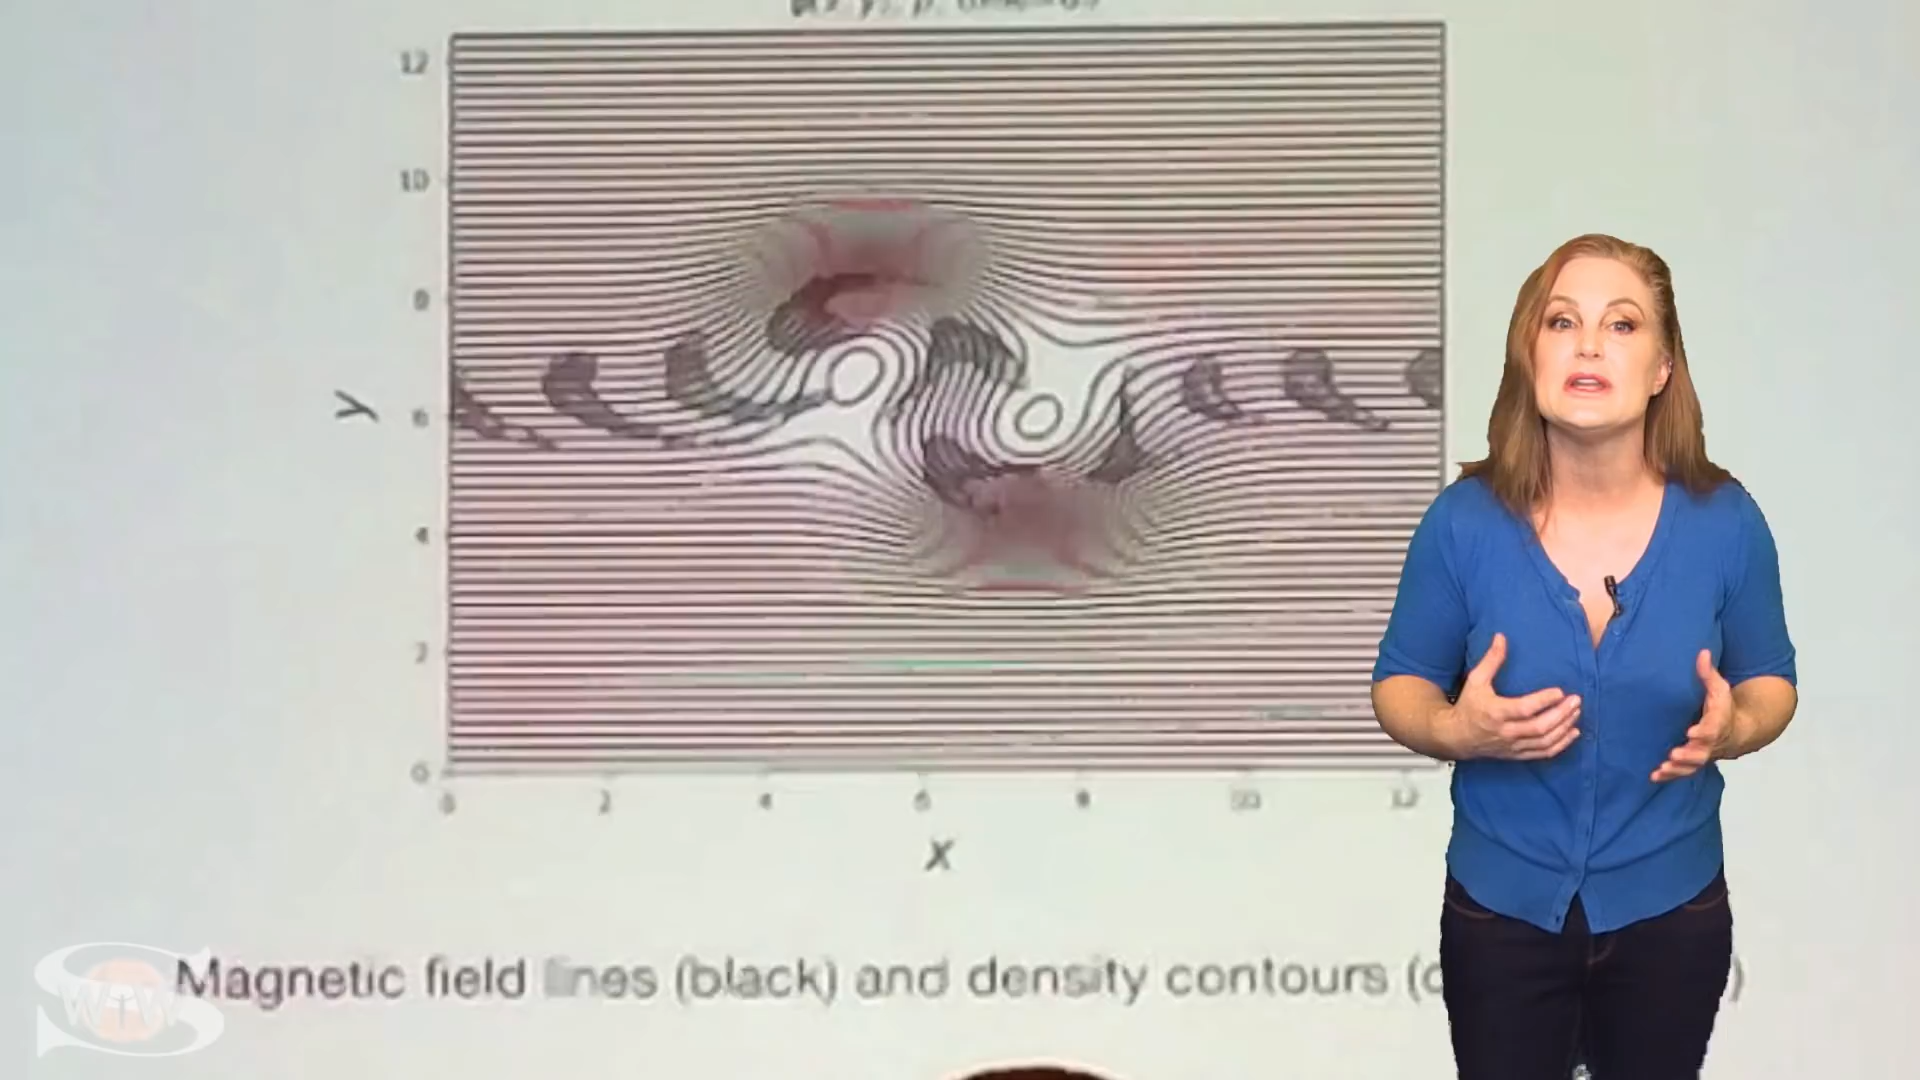 12
10
8
6
4
2
0
y
0 2 4 6 8 10 12
x
Magnetic field lines (black) and density contours (
)
WTW